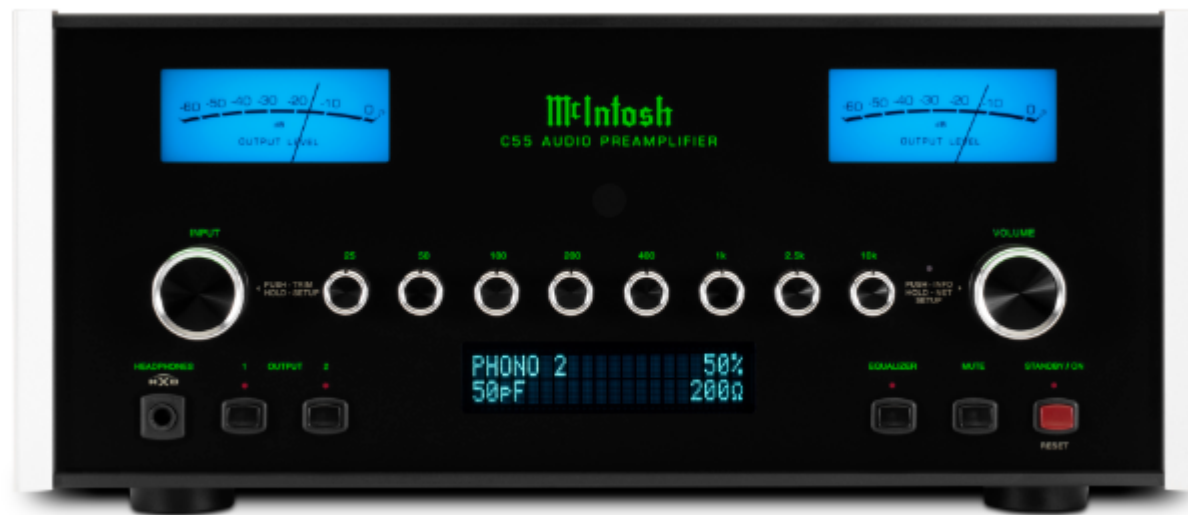 -60 -50 -40 -30 -20 -10 0
dB
OUTPUT LEVEL
McIntosh
C55 AUDIO PREAMPLIFIER
-60 -50 -40 -30 -20 -10 0
dB
OUTPUT LEVEL
INPUT
VOLUME
25 50 100 200 400 1k 2.5k 10k
PUSH - TRIM
HOLD - SETUP
PUSH - INFO
HOLD - NET
SETUP
HEADPHONES
1 OUTPUT 2
PHONO 2 50%
50pF 200Ω
EQUALIZER
MUTE
STANDBY / ON
RESET